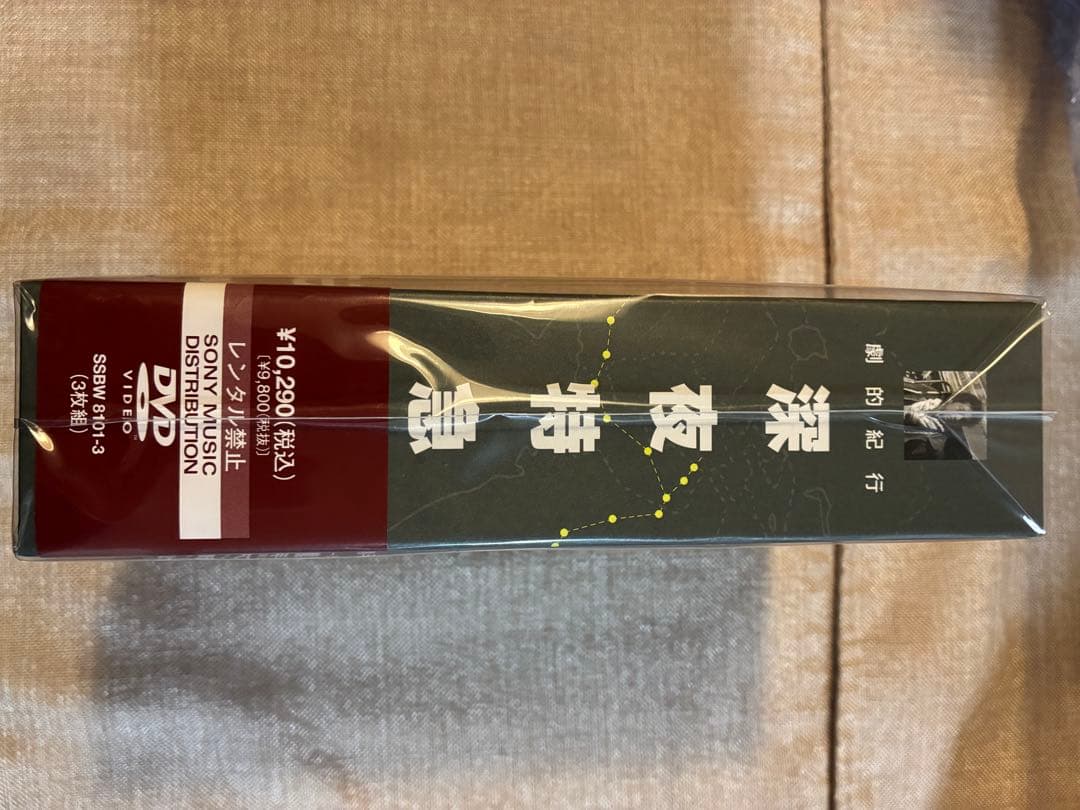 劇的紀行
深夜特急
¥10,290(税込)
(¥9,800(税抜))
レンタル禁止
SONY MUSIC
DISTRIBUTION
DVD
VIDEO™
SSBW 8101-3
(3枚組)